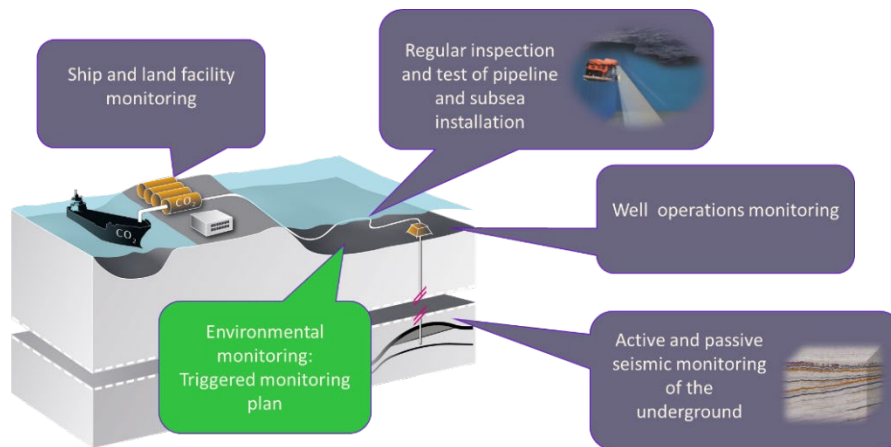 Ship and land facility
monitoring
Regular inspection
and test of pipeline
and subsea
installation
CO2
CO2
Well operations monitoring
Environmental
monitoring:
Triggered monitoring
plan
Active and passive
seismic monitoring
of the
underground